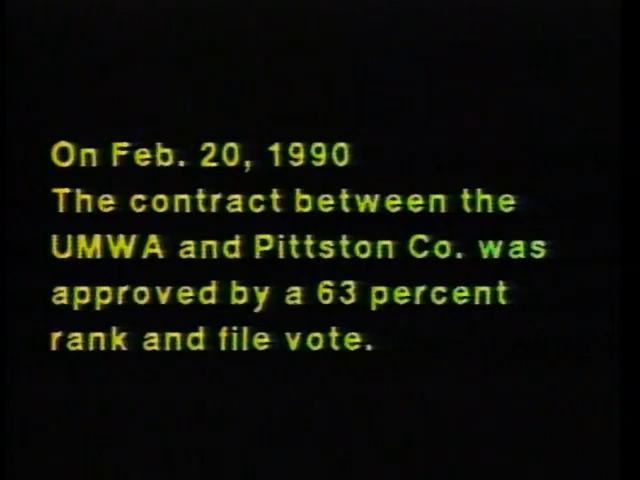 On Feb. 20, 1990
The contract between the
UMWA and Pittston Co. was
approved by a 63 percent
rank and file vote.